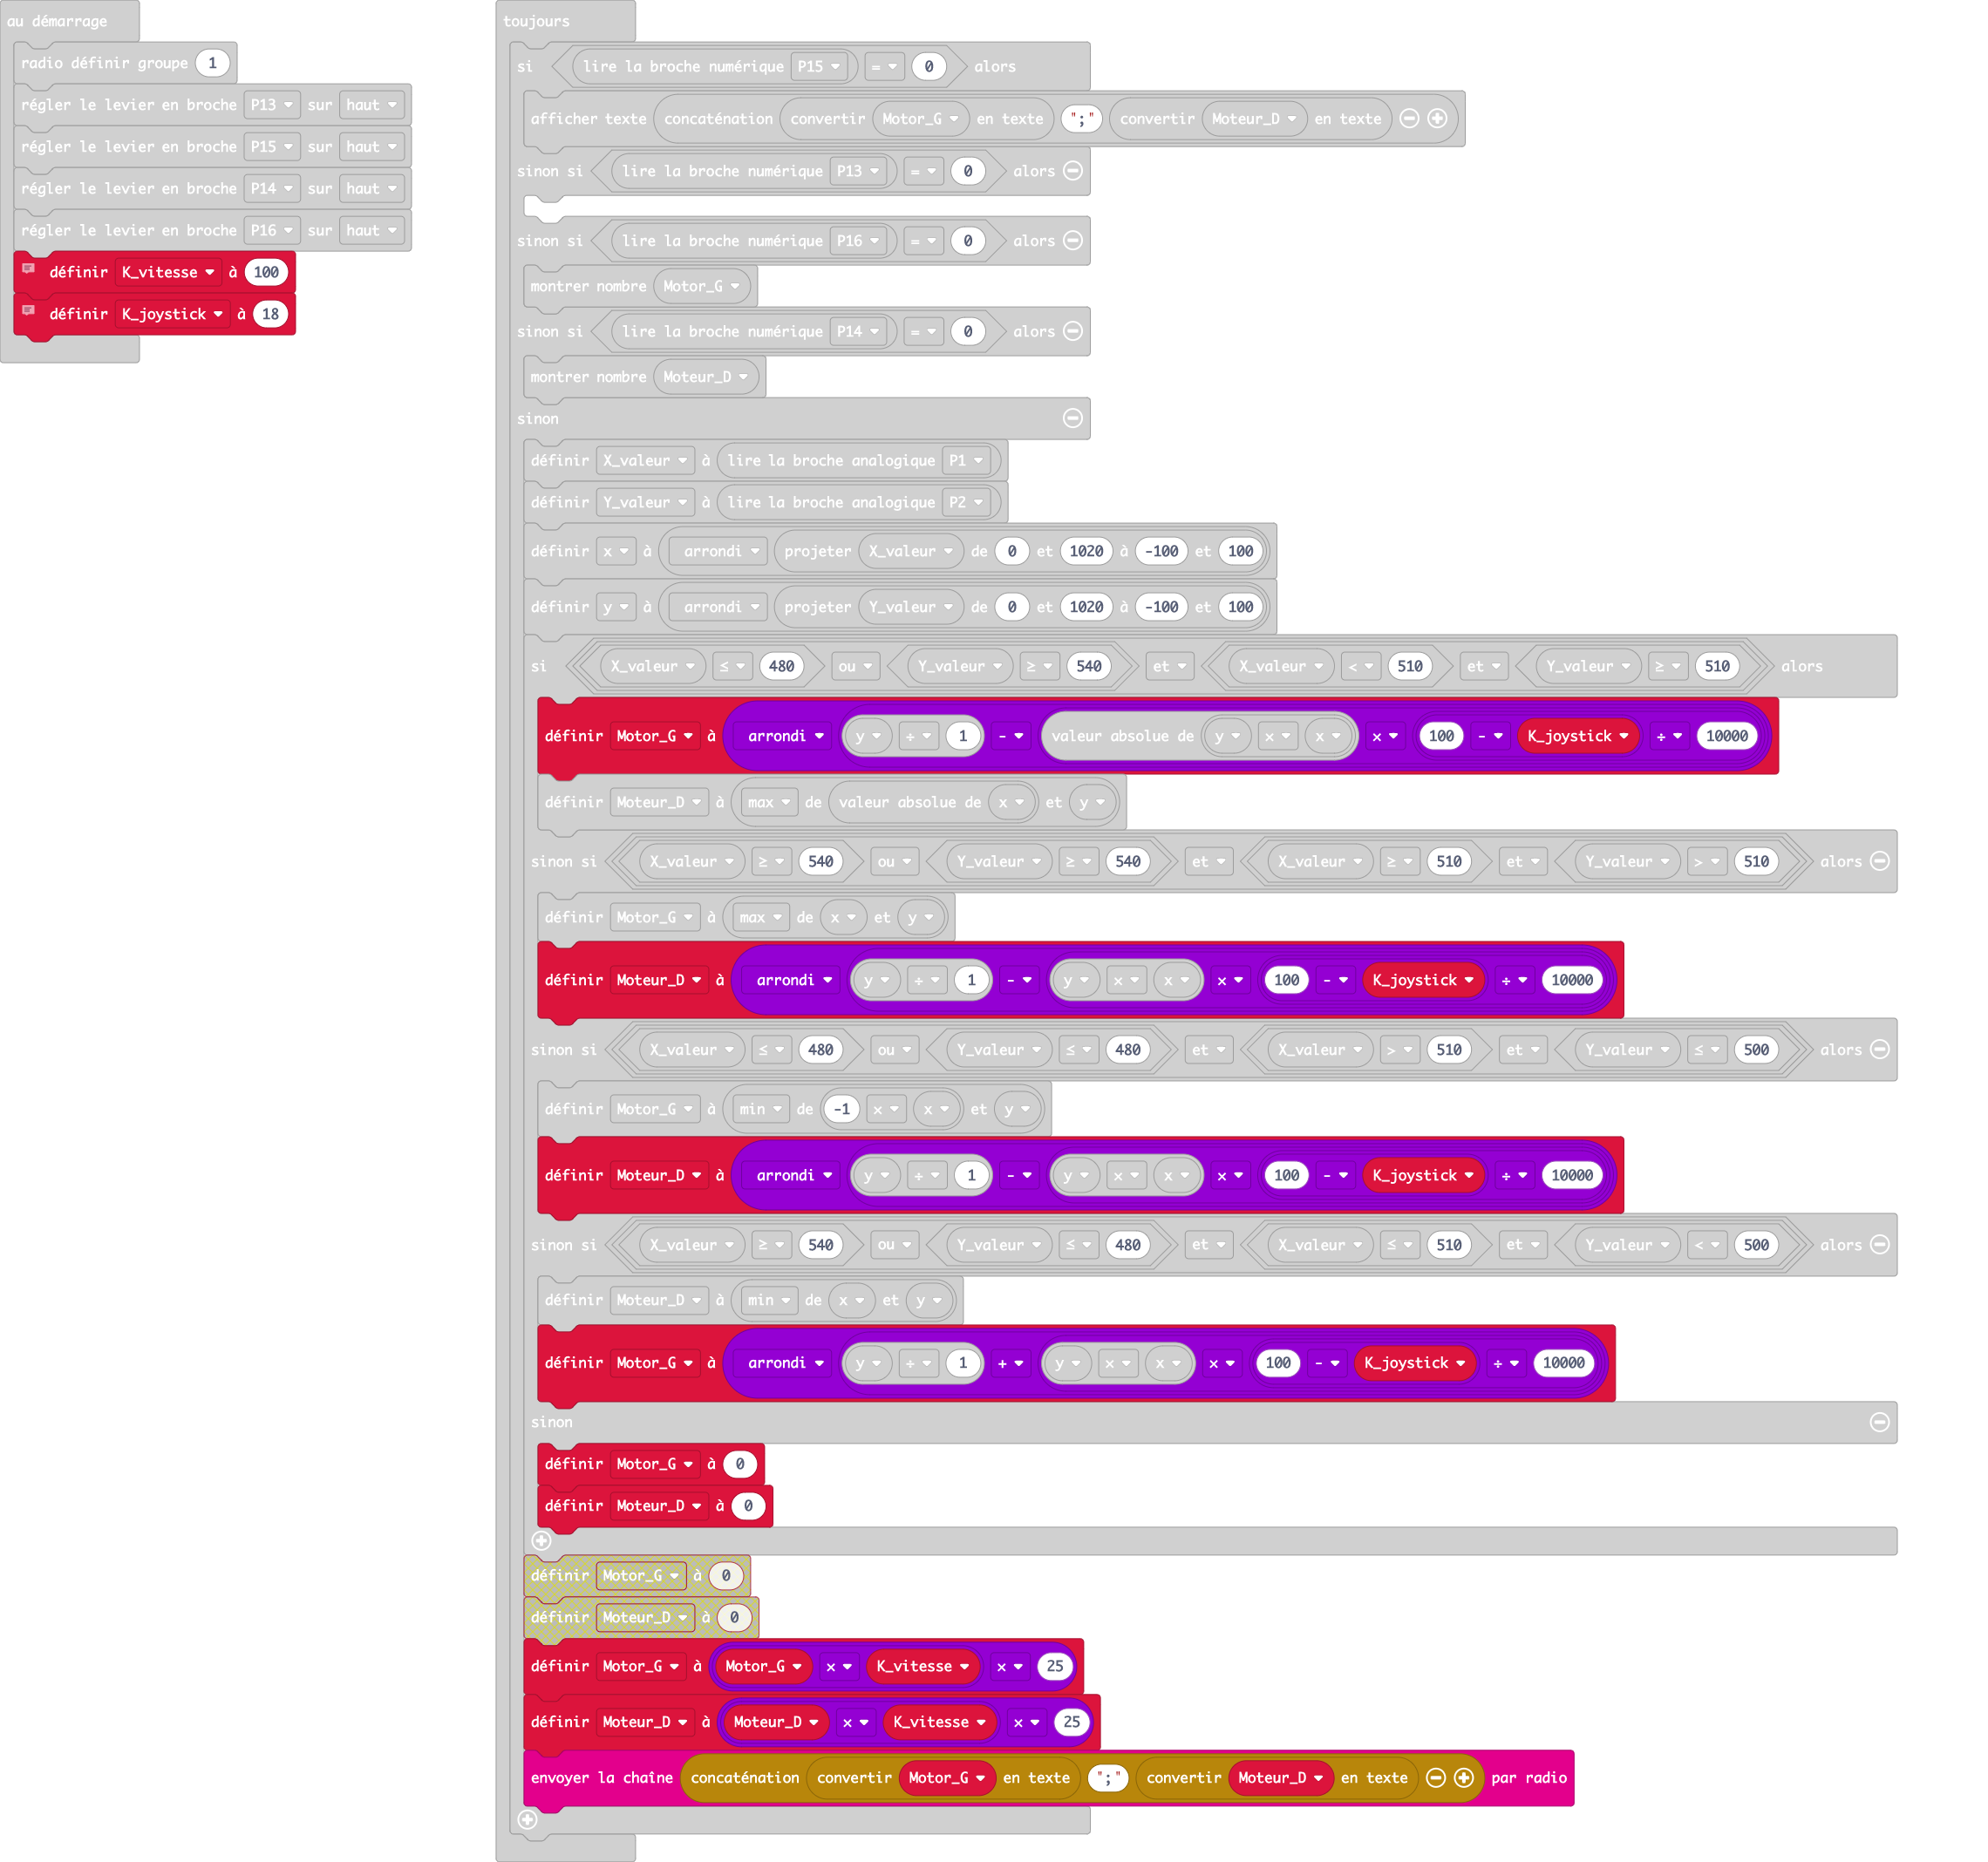 au démarrage
radio définir groupe 1
régler le levier en broche P13 sur haut
régler le levier en broche P15 sur haut
régler le levier en broche P14 sur haut
régler le levier en broche P16 sur haut
définir K_vitesse à 100
définir K_joystick à 18
toujours
si lire la broche numérique P15 = 0 alors
afficher texte concaténation convertir Motor_G en texte ";" convertir Moteur_D en texte
sinon si lire la broche numérique P13 = 0 alors
sinon si lire la broche numérique P16 = 0 alors
montrer nombre Motor_G
sinon si lire la broche numérique P14 = 0 alors
montrer nombre Moteur_D
sinon
définir X_valeur à lire la broche analogique P1
définir Y_valeur à lire la broche analogique P2
définir x à arrondi projeter X_valeur de 0 et 1020 à -100 et 100
définir y à arrondi projeter Y_valeur de 0 et 1020 à -100 et 100
si X_valeur ≤ 480 ou Y_valeur ≥ 540 et X_valeur < 510 et Y_valeur ≥ 510 alors
définir Motor_G à arrondi y ÷ 1 - valeur absolue de y × x × 100 - K_joystick ÷ 10000
définir Moteur_D à max de valeur absolue de x et y
sinon si X_valeur ≥ 540 ou Y_valeur ≥ 540 et X_valeur ≥ 510 et Y_valeur > 510 alors
définir Motor_G à max de x et y
définir Moteur_D à arrondi y ÷ 1 - y × x × 100 - K_joystick ÷ 10000
sinon si X_valeur ≤ 480 ou Y_valeur ≤ 480 et X_valeur > 510 et Y_valeur ≤ 500 alors
définir Motor_G à min de -1 × x et y
définir Moteur_D à arrondi y ÷ 1 - y × x × 100 - K_joystick ÷ 10000
sinon si X_valeur ≥ 540 ou Y_valeur ≤ 480 et X_valeur ≤ 510 et Y_valeur < 500 alors
définir Moteur_D à min de x et y
définir Motor_G à arrondi y ÷ 1 + y × x × 100 - K_joystick ÷ 10000
sinon
définir Motor_G à 0
définir Moteur_D à 0
définir Motor_G à 0
définir Moteur_D à 0
définir Motor_G à Motor_G × K_vitesse × 25
définir Moteur_D à Moteur_D × K_vitesse × 25
envoyer la chaîne concaténation convertir Motor_G en texte ";" convertir Moteur_D en texte par radio